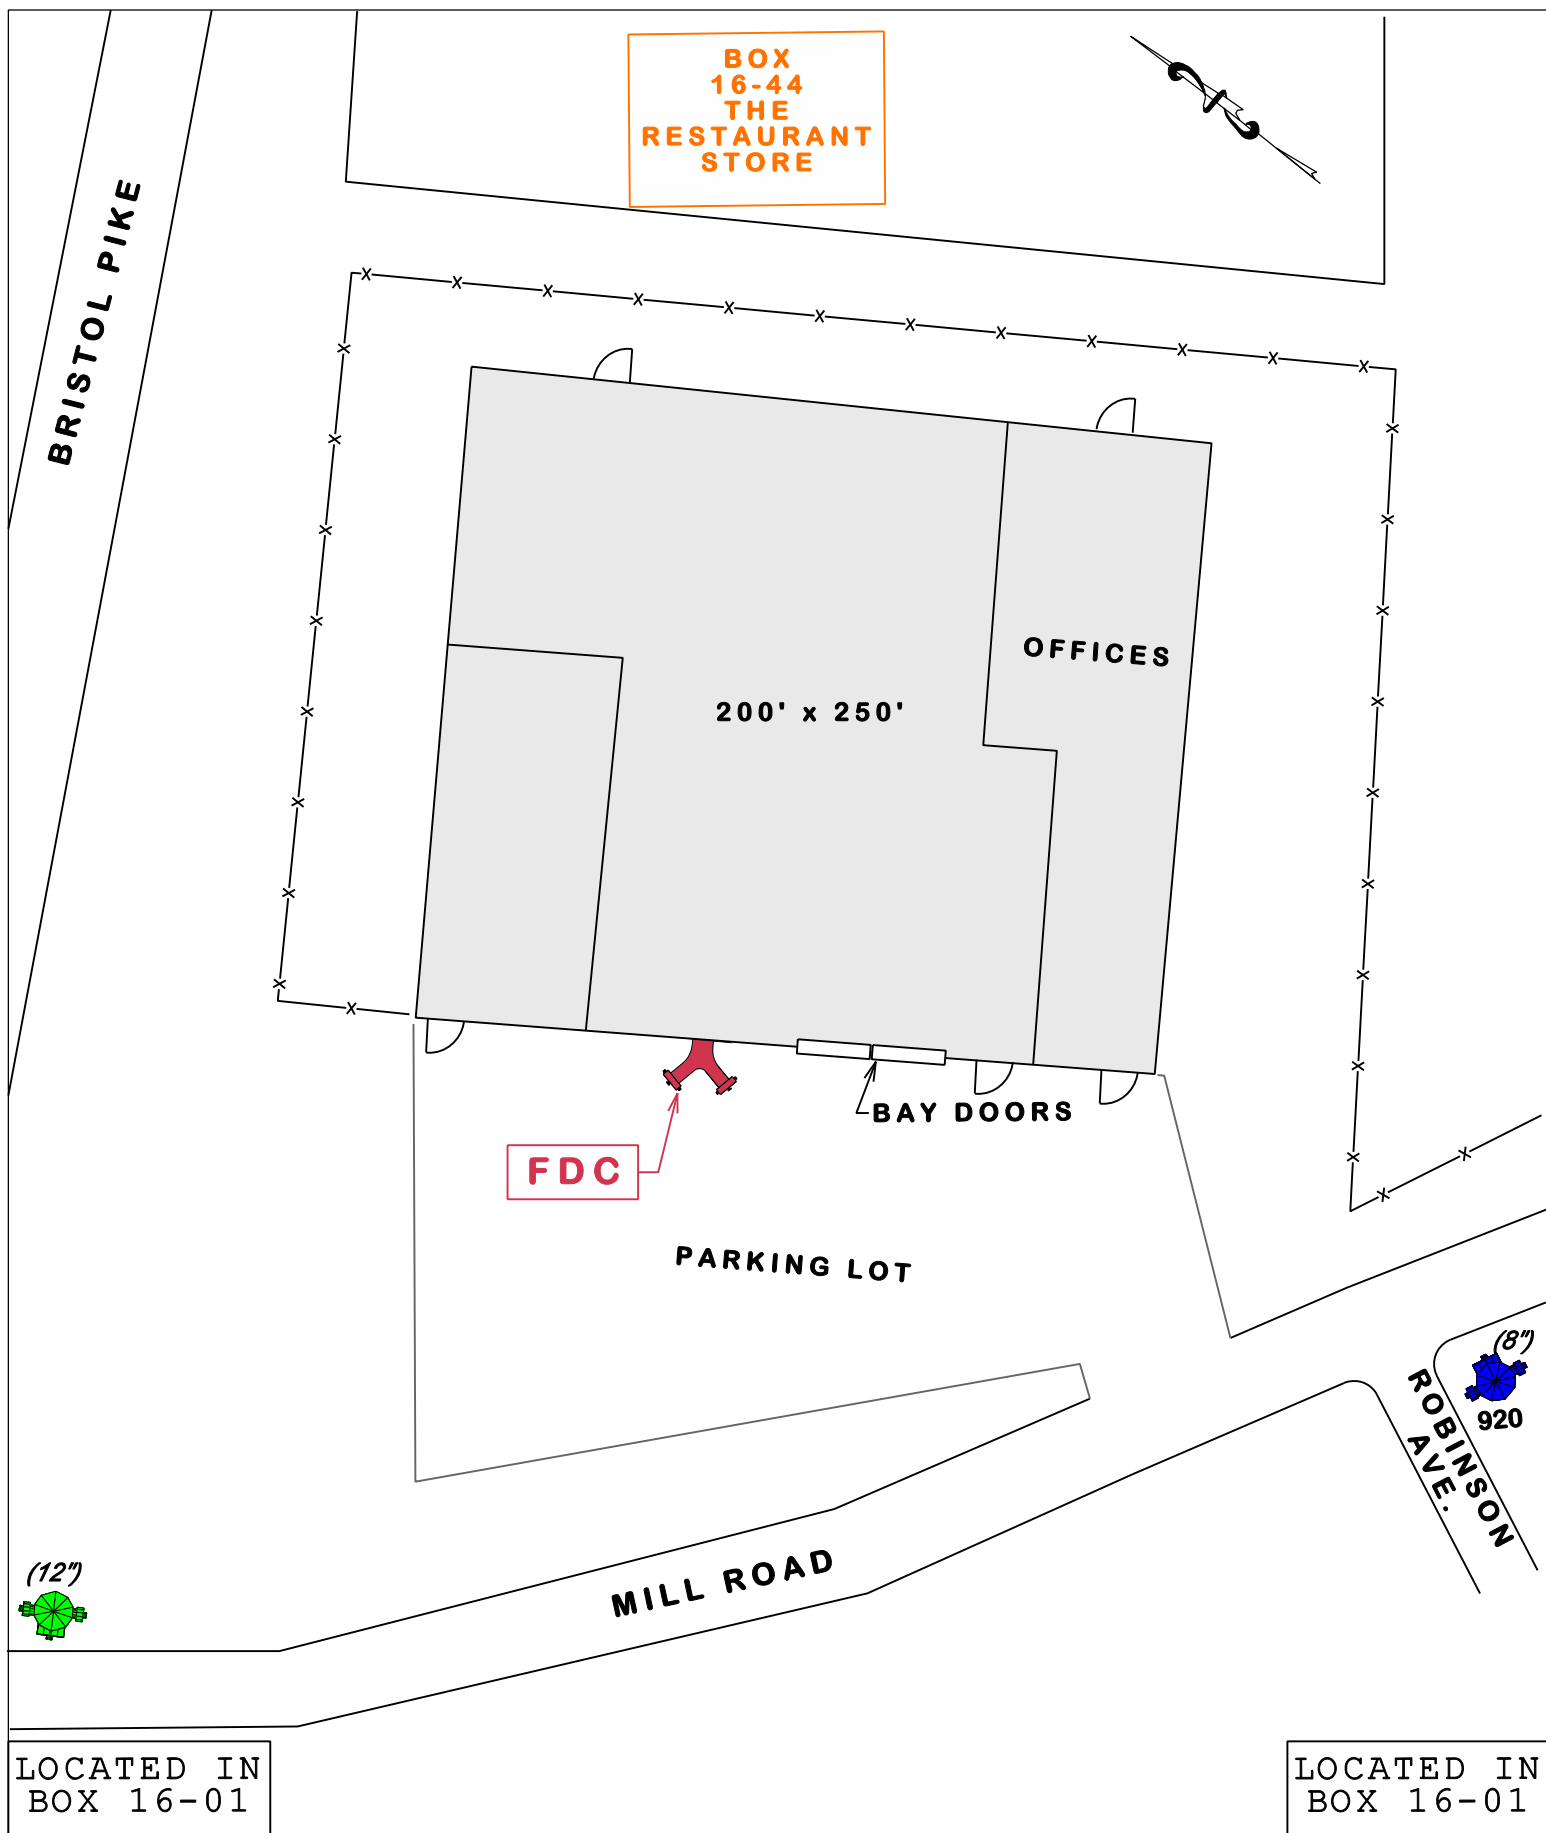 BOX
16-44
THE
RESTAURANT
STORE
BRISTOL PIKE
OFFICES
200' x 250'
BAY DOORS
FDC
PARKING LOT
(8")
920
ROBINSON
AVE.
(12")
MILL ROAD
LOCATED IN
BOX 16-01
LOCATED IN
BOX 16-01